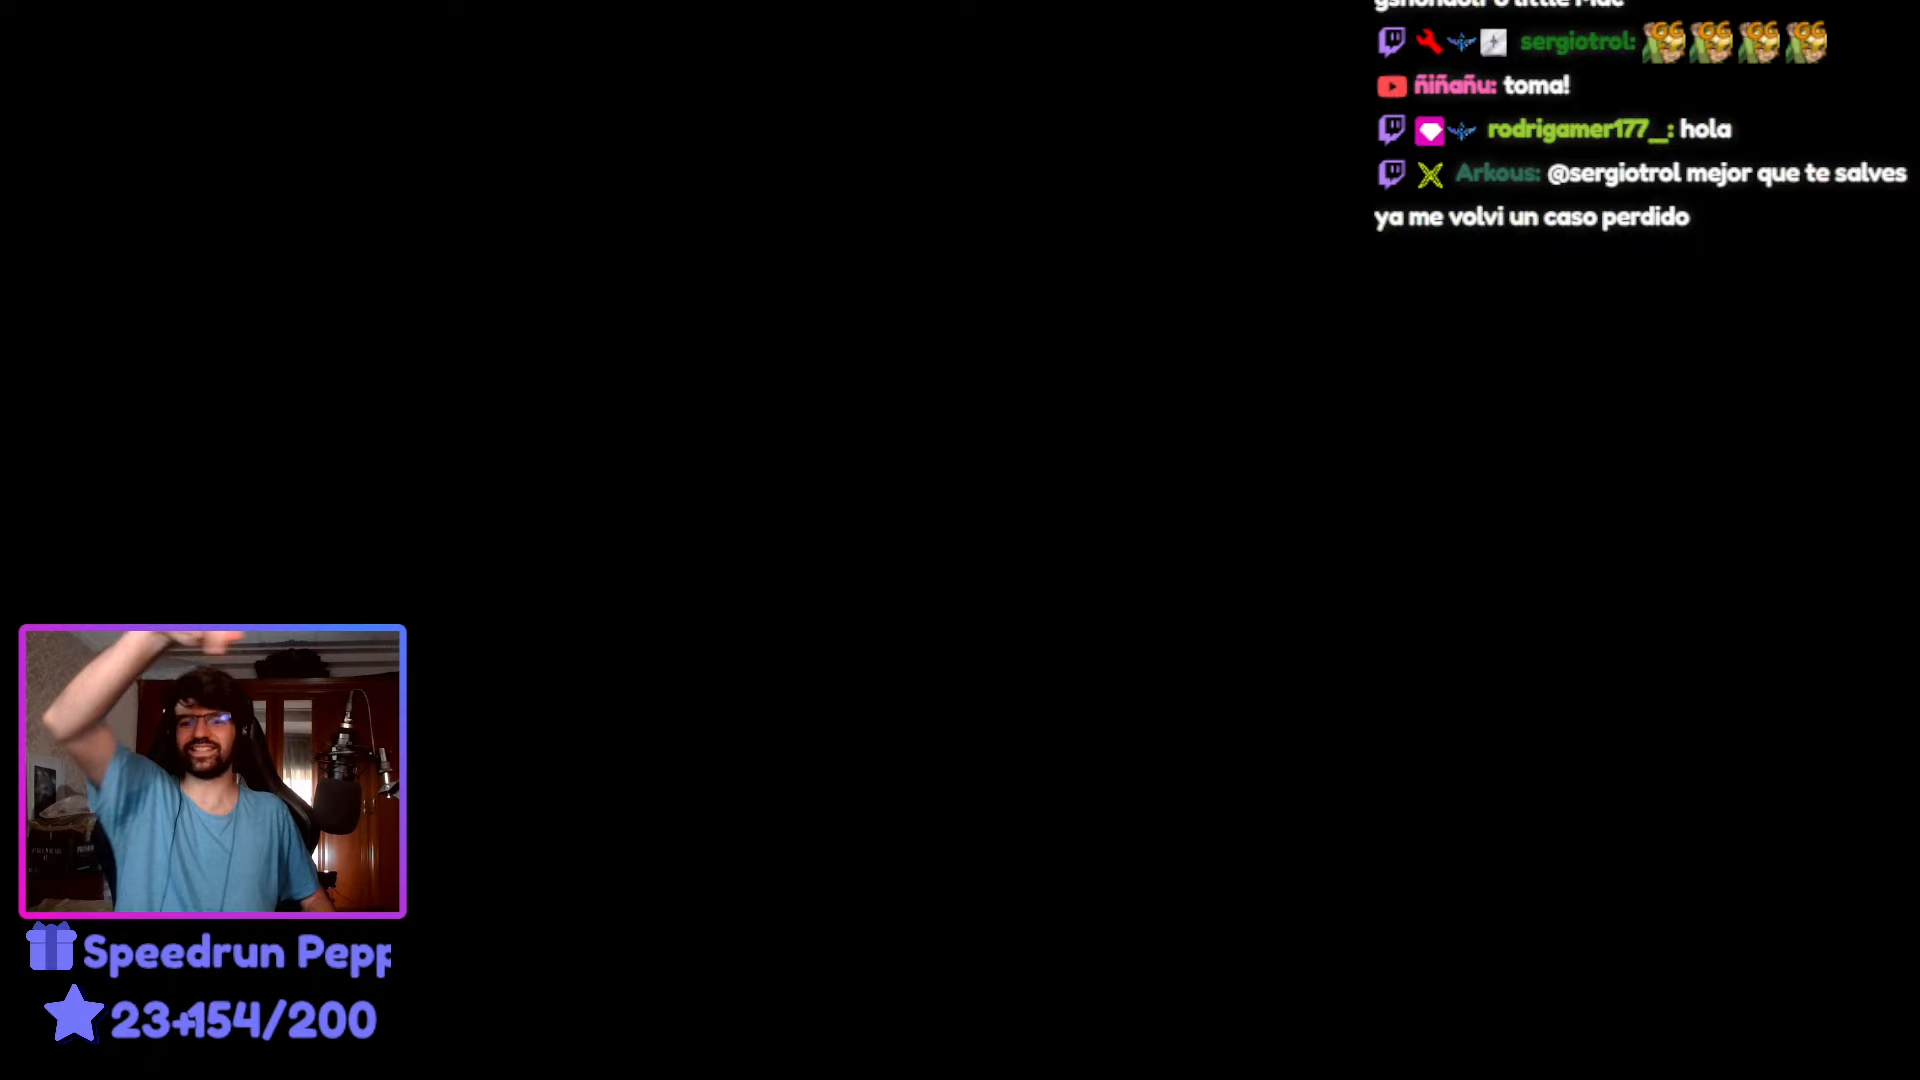 sergiotrol:
ñiñañu: toma!
rodrigamer177_: hola
Arkous: @sergiotrol mejor que te salves
ya me volvi un caso perdido
Speedrun Pepp
23+154/200